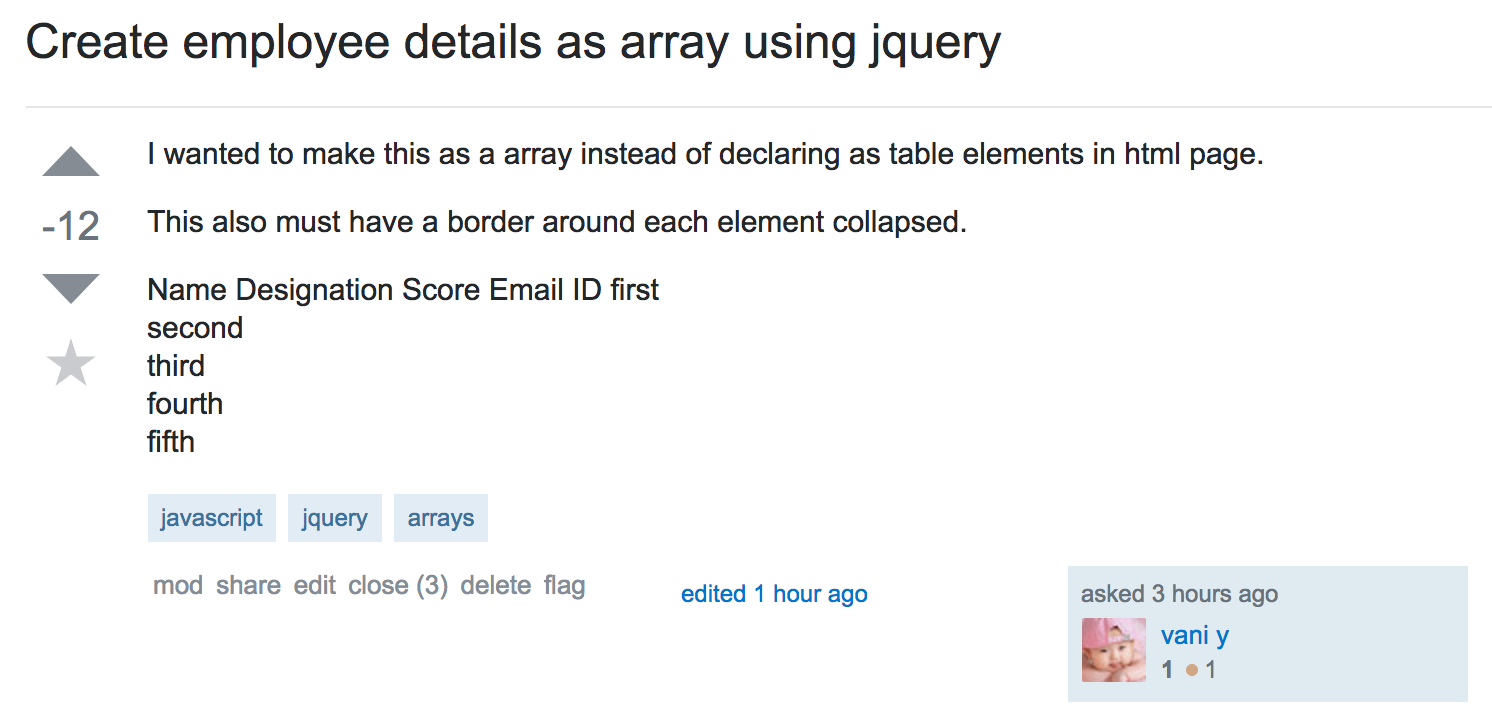 Create employee details as array using jquery
I wanted to make this as a array instead of declaring as table elements in html page.
-12
This also must have a border around each element collapsed.
Name Designation Score Email ID first
second
third
fourth
fifth
javascript jquery arrays
mod share edit close (3) delete flag
edited 1 hour ago
asked 3 hours ago
vani y
1 ● 1